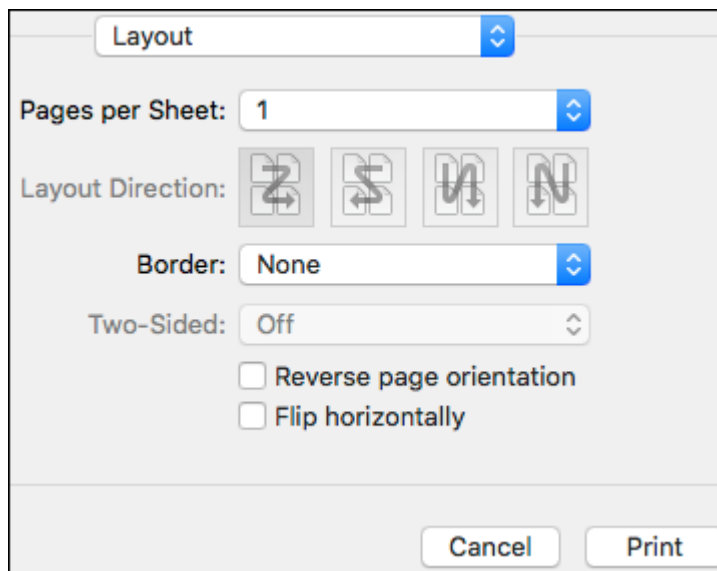 Layout
Pages per Sheet: 1
Layout Direction:
Border: None
Two-Sided: Off
Reverse page orientation
Flip horizontally
Cancel Print